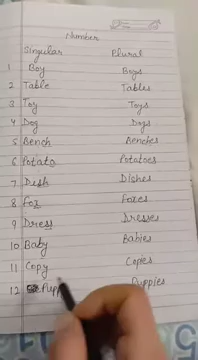 Number
Singular Plural
1 Boy Boys
2 Table Tables
3 Toy Toys
4 Dog Dogs
5 Bench Benches
6 Potato Potatoes
7 Dish Dishes
8 Fox Foxes
9 Dress Dresses
10 Baby Babies
11 Copy Copies
12 Pupp Puppies